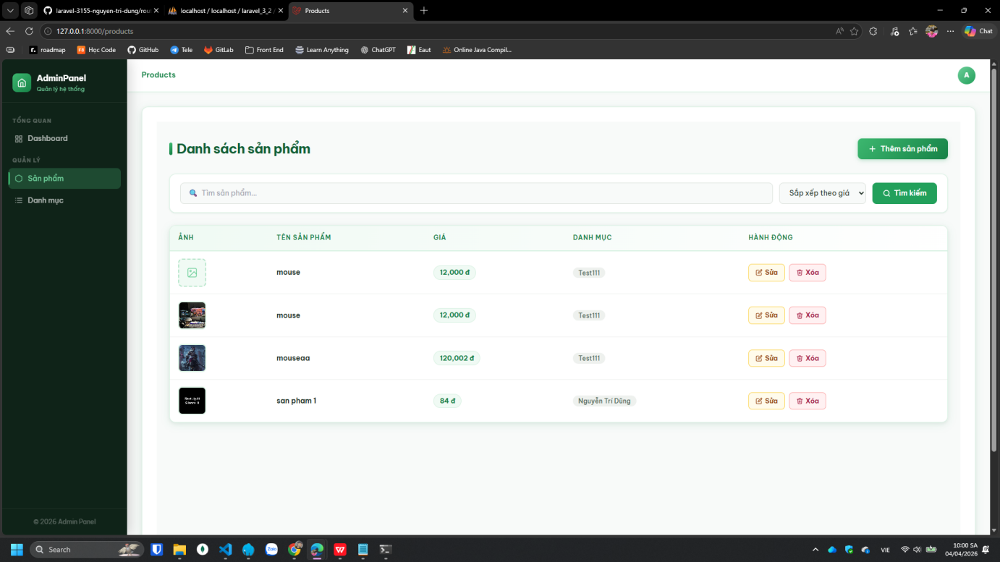 laravel-3155-nguyen-tri-dung/rout
localhost / localhost / laravel_3_2
Products
127.0.0.1:8000/products
Chat
roadmap
Học Code
GitHub
Tele
GitLab
Front End
Learn Anything
ChatGPT
Eaut
Online Java Compil...
AdminPanel
Quản lý hệ thống
Products
A
TỔNG QUAN
Dashboard
QUẢN LÝ
Sản phẩm
Danh mục
Danh sách sản phẩm
+ Thêm sản phẩm
Tìm sản phẩm...
Sắp xếp theo giá
Tìm kiếm
ẢNH TÊN SẢN PHẨM GIÁ DANH MỤC HÀNH ĐỘNG
mouse 12,000 đ Test111 Sửa Xóa
mouse 12,000 đ Test111 Sửa Xóa
mouseaa 120,002 đ Test111 Sửa Xóa
san pham 1 84 đ Nguyễn Trí Dũng Sửa Xóa
© 2026 Admin Panel
Search
Zalo
VIE
10:00 SA
04/04/2026